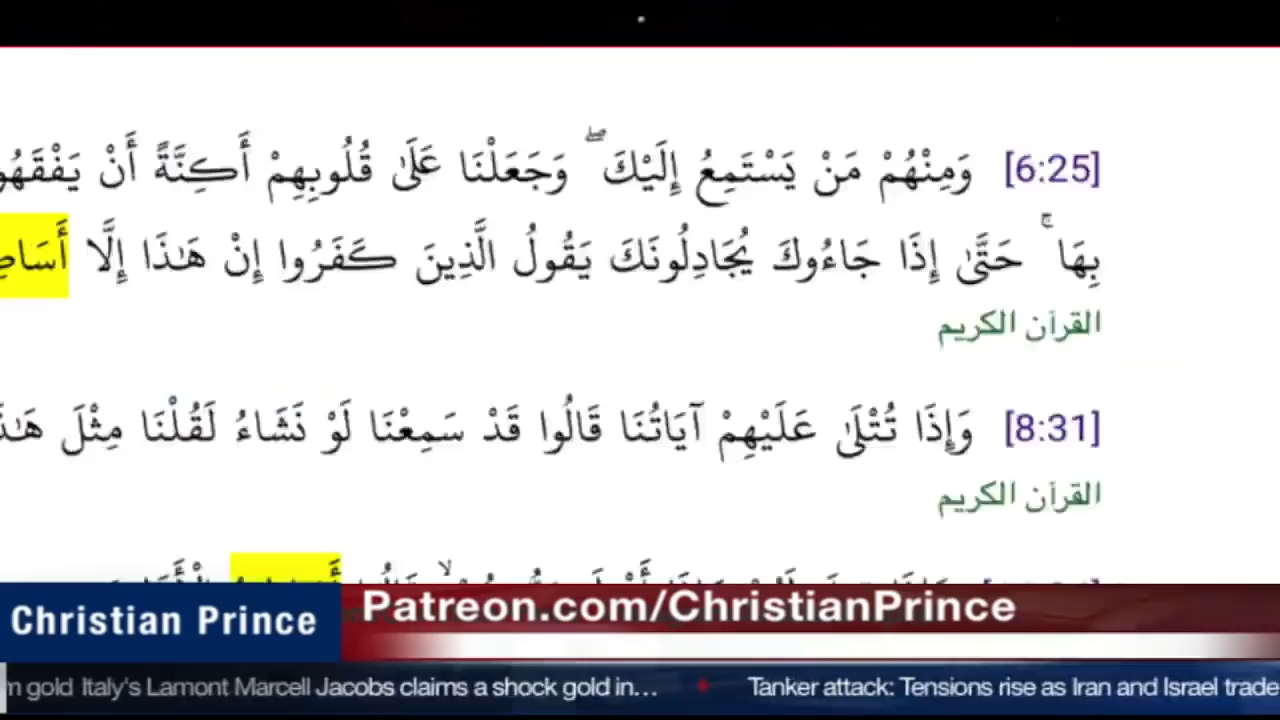 [6:25] وَمِنْهُمْ مَنْ يَسْتَمِعُ إِلَيْكَ ۖ وَجَعَلْنَا عَلَىٰ قُلُوبِهِمْ أَكِنَّةً أَنْ
بِهَا ۚ حَتَّىٰ إِذَا جَاءُوكَ يُجَادِلُونَكَ يَقُولُ الَّذِينَ كَفَرُوا إِنْ هَٰذَا إِلَّا
القرآن الكريم
[8:31] وَإِذَا تُتْلَىٰ عَلَيْهِمْ آيَاتُنَا قَالُوا قَدْ سَمِعْنَا لَوْ نَشَاءُ لَقُلْنَا مِثْلَ
القرآن الكريم
Patreon.com/ChristianPrince
Christian Prince
gold Italy's Lamont Marcell Jacobs claims a shock gold in… Tanker attack: Tensions rise as Iran and Israel trade